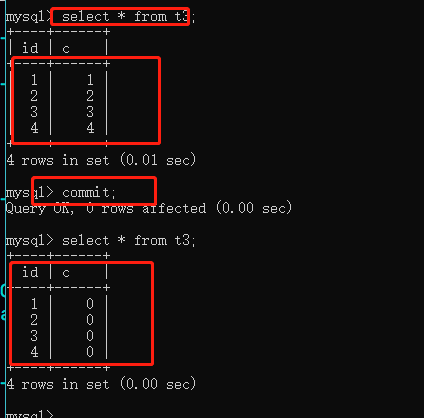 mysql> select * from t3;
+----+------+
| id | c    |
+----+------+
|  1 |    1 |
|  2 |    2 |
|  3 |    3 |
|  4 |    4 |
+----+------+
4 rows in set (0.01 sec)
mysql> commit;
Query OK, 0 rows affected (0.00 sec)
mysql> select * from t3;
+----+------+
| id | c    |
+----+------+
|  1 |    0 |
|  2 |    0 |
|  3 |    0 |
|  4 |    0 |
+----+------+
4 rows in set (0.00 sec)
mysql>